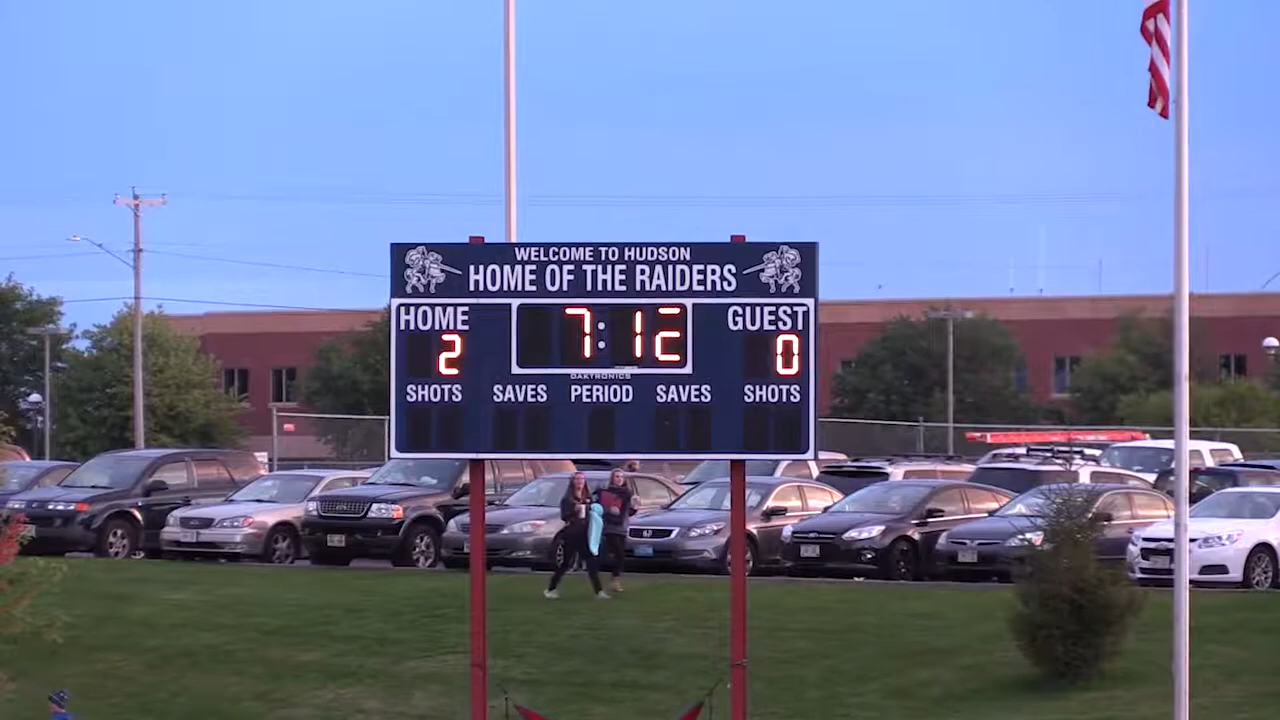 WELCOME TO HUDSON
HOME OF THE RAIDERS
HOME 7:12 GUEST
2 0
DAKTRONICS
SHOTS SAVES PERIOD SAVES SHOTS